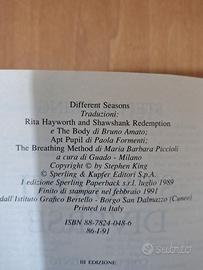 Different Seasons
Traduzioni:
Rita Hayworth and Shawshank Redemption
e The Body di Bruno Amato;
Apt Pupil di Paola Formenti;
The Breathing Method di Maria Barbara Piccioli
a cura di Guado - Milano
Copyright © by Stephen King
© Sperling & Kupfer Editori S.p.A.
I edizione Sperling Paperback s.r.l. luglio 1989
Finito di stampare nel febbraio 1991
dall'Istituto Grafico Bertello - Borgo San Dalmazzo (Cuneo)
Printed in Italy
ISBN 88-7824-048-6
86-I-91
III EDIZIONE
subito